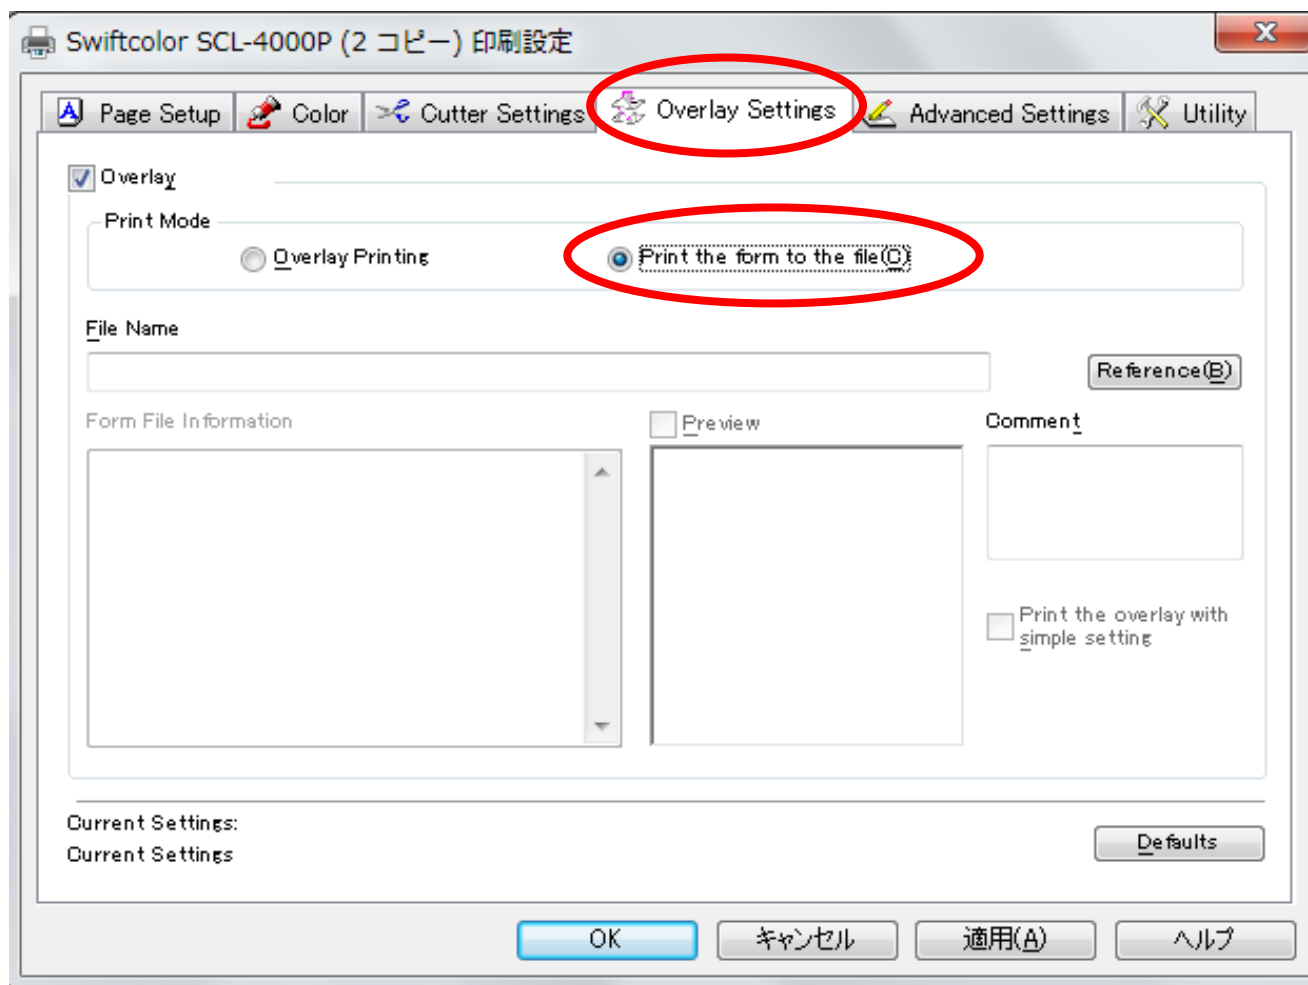 Swiftcolor SCL-4000P (2 コピー) 印刷設定
Page Setup Color Cutter Settings Overlay Settings Advanced Settings Utility
Overlay
Print Mode
Overlay Printing Print the form to the file(C)
File Name
Reference(B)
Form File Information Preview Comment
Print the overlay with
simple setting
Current Settings:
Current Settings
Defaults
OK キャンセル 適用(A) ヘルプ